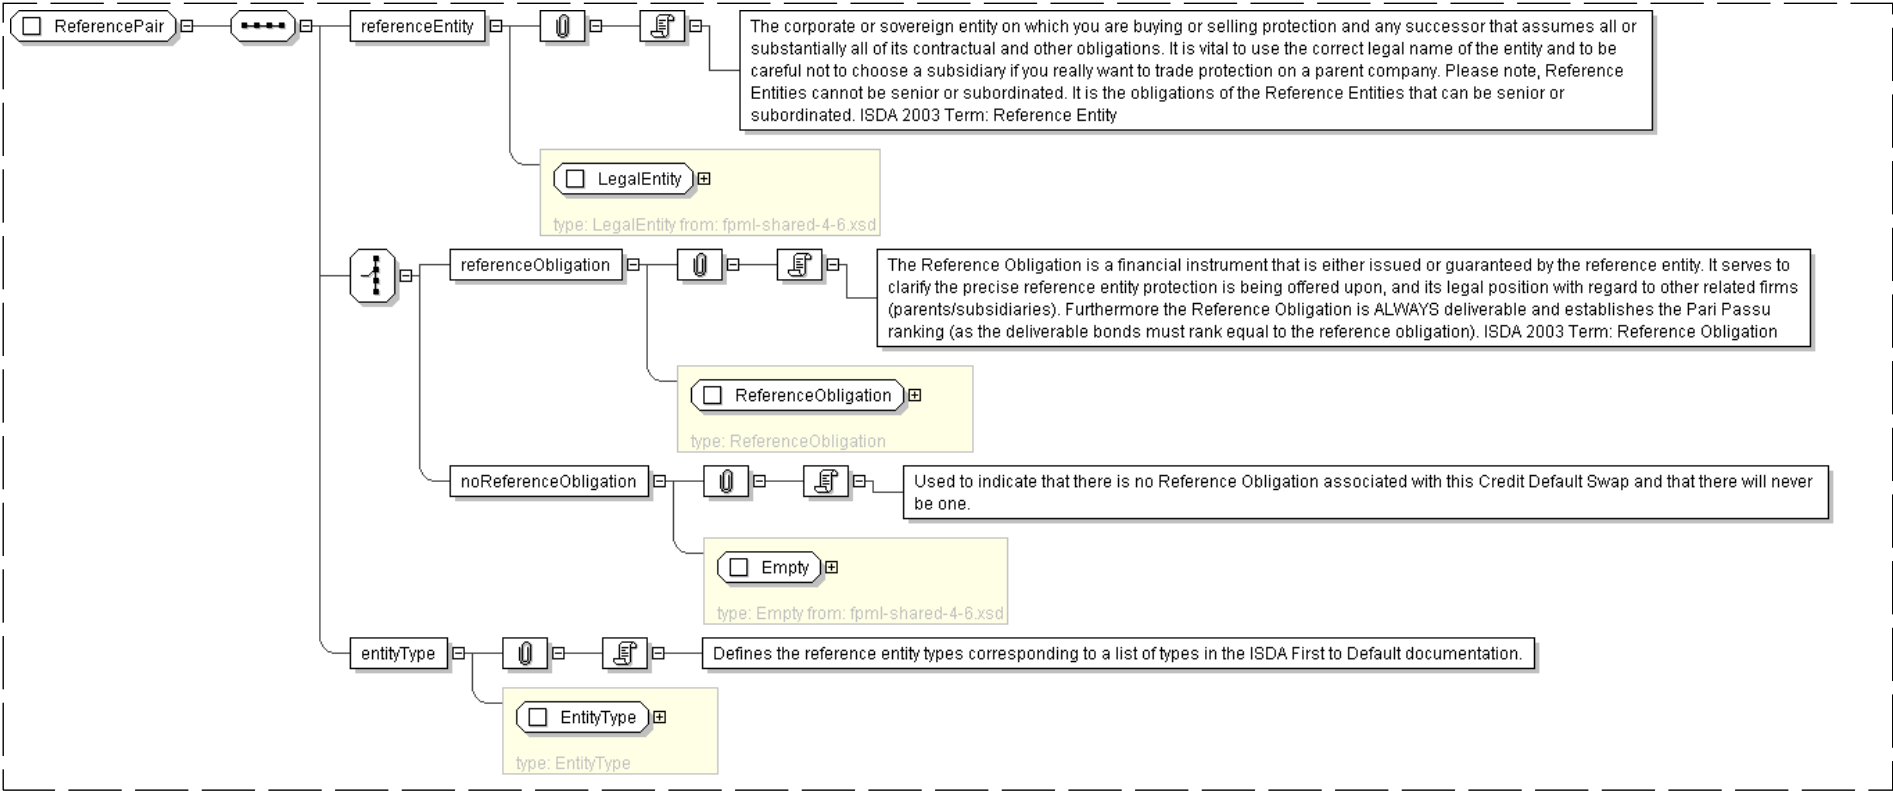 ReferencePair
referenceEntity
The corporate or sovereign entity on which you are buying or selling protection and any successor that assumes all or
substantially all of its contractual and other obligations. It is vital to use the correct legal name of the entity and to be
careful not to choose a subsidiary if you really want to trade protection on a parent company. Please note, Reference
Entities cannot be senior or subordinated. It is the obligations of the Reference Entities that can be senior or
subordinated. ISDA 2003 Term: Reference Entity
LegalEntity
type: LegalEntity from: fpml-shared-4-6.xsd
referenceObligation
The Reference Obligation is a financial instrument that is either issued or guaranteed by the reference entity. It serves to
clarify the precise reference entity protection is being offered upon, and its legal position with regard to other related firms
(parents/subsidiaries). Furthermore the Reference Obligation is ALWAYS deliverable and establishes the Pari Passu
ranking (as the deliverable bonds must rank equal to the reference obligation). ISDA 2003 Term: Reference Obligation
ReferenceObligation
type: ReferenceObligation
noReferenceObligation
Used to indicate that there is no Reference Obligation associated with this Credit Default Swap and that there will never
be one.
Empty
type: Empty from: fpml-shared-4-6.xsd
entityType
Defines the reference entity types corresponding to a list of types in the ISDA First to Default documentation.
EntityType
type: EntityType